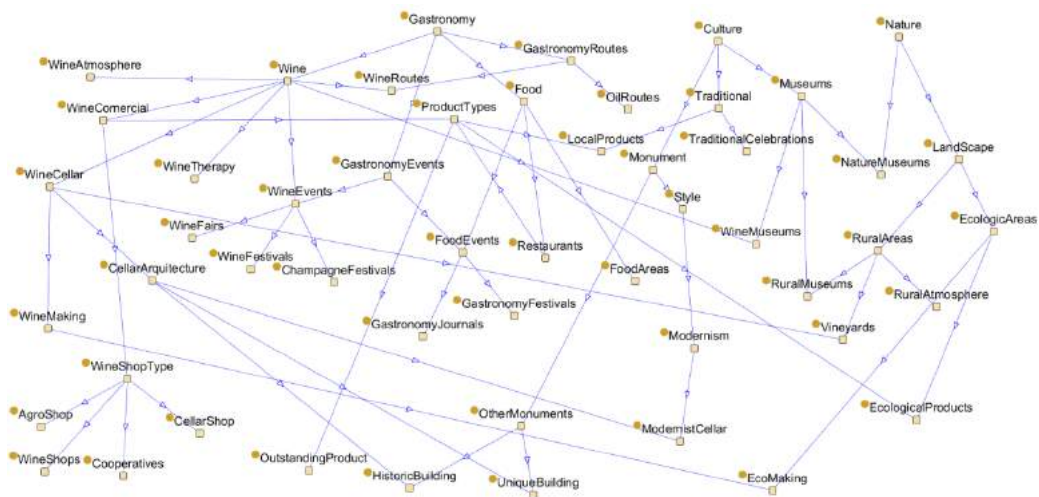 Gastronomy
Culture
Nature
GastronomyRoutes
WineAtmosphere
Wine
WineRoutes
Food
OilRoutes
Traditional
Museums
WineComercial
ProductTypes
LocalProducts
TraditionalCelebrations
WineTherapy
GastronomyEvents
Monument
NatureMuseums
LandScape
WineCellar
WineEvents
Style
WineFairs
FoodEvents
Restaurants
WineMuseums
RuralAreas
EcologicAreas
WineFestivals
ChampagneFestivals
CellarArquitecture
FoodAreas
RuralMuseums
RuralAtmosphere
GastronomyFestivals
WineMaking
GastronomyJournals
Modernism
Vineyards
WineShopType
AgroShop
CellarShop
OtherMonuments
ModernistCellar
EcologicalProducts
WineShops
Cooperatives
OutstandingProduct
HistoricBuilding
UniqueBuilding
EcoMaking